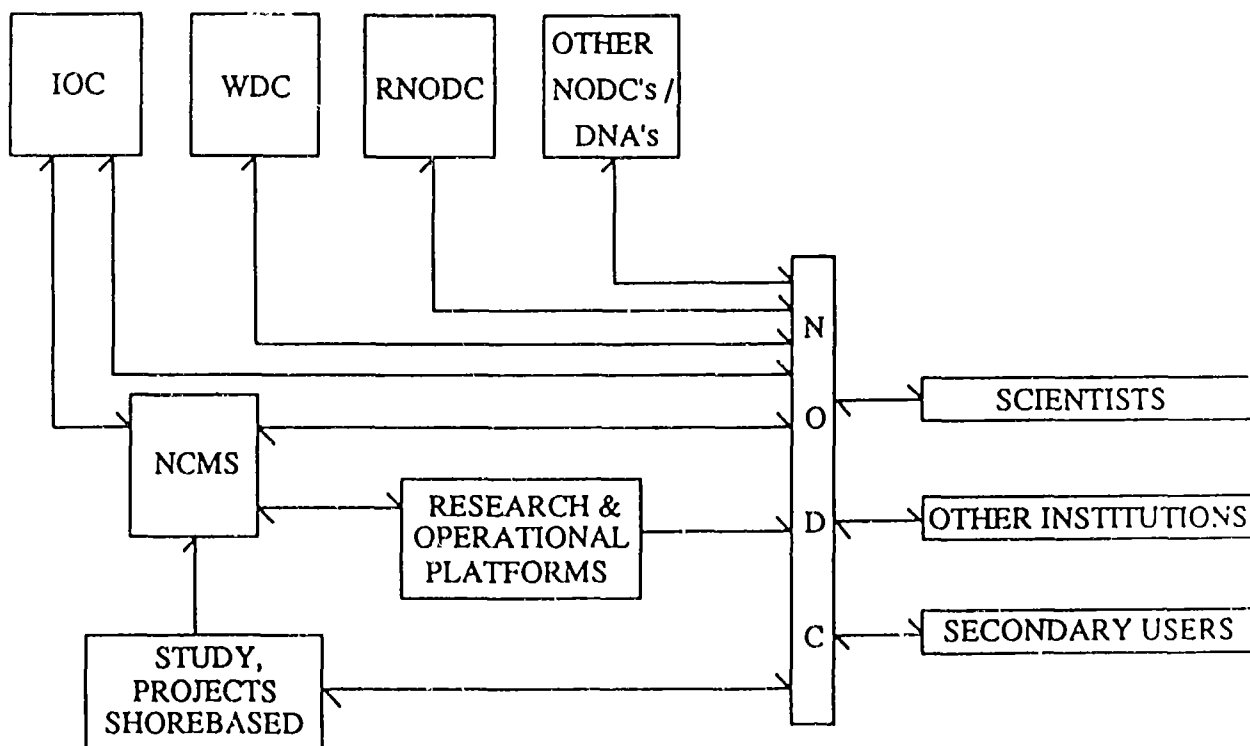 IOC
WDC
RNODC
OTHER
NODC's /
DNA's
N
O
D
C
SCIENTISTS
NCMS
RESEARCH &
OPERATIONAL
PLATFORMS
OTHER INSTITUTIONS
SECONDARY USERS
STUDY,
PROJECTS
SHOREBASED